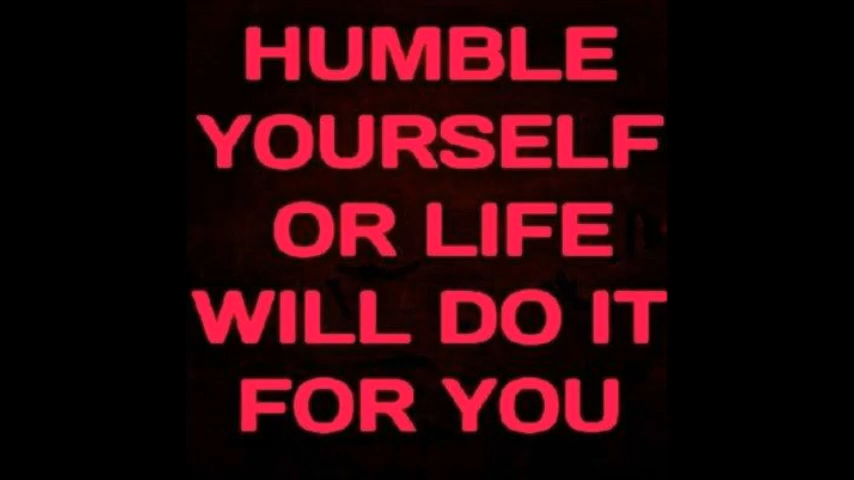 HUMBLE
YOURSELF
OR LIFE
WILL DO IT
FOR YOU